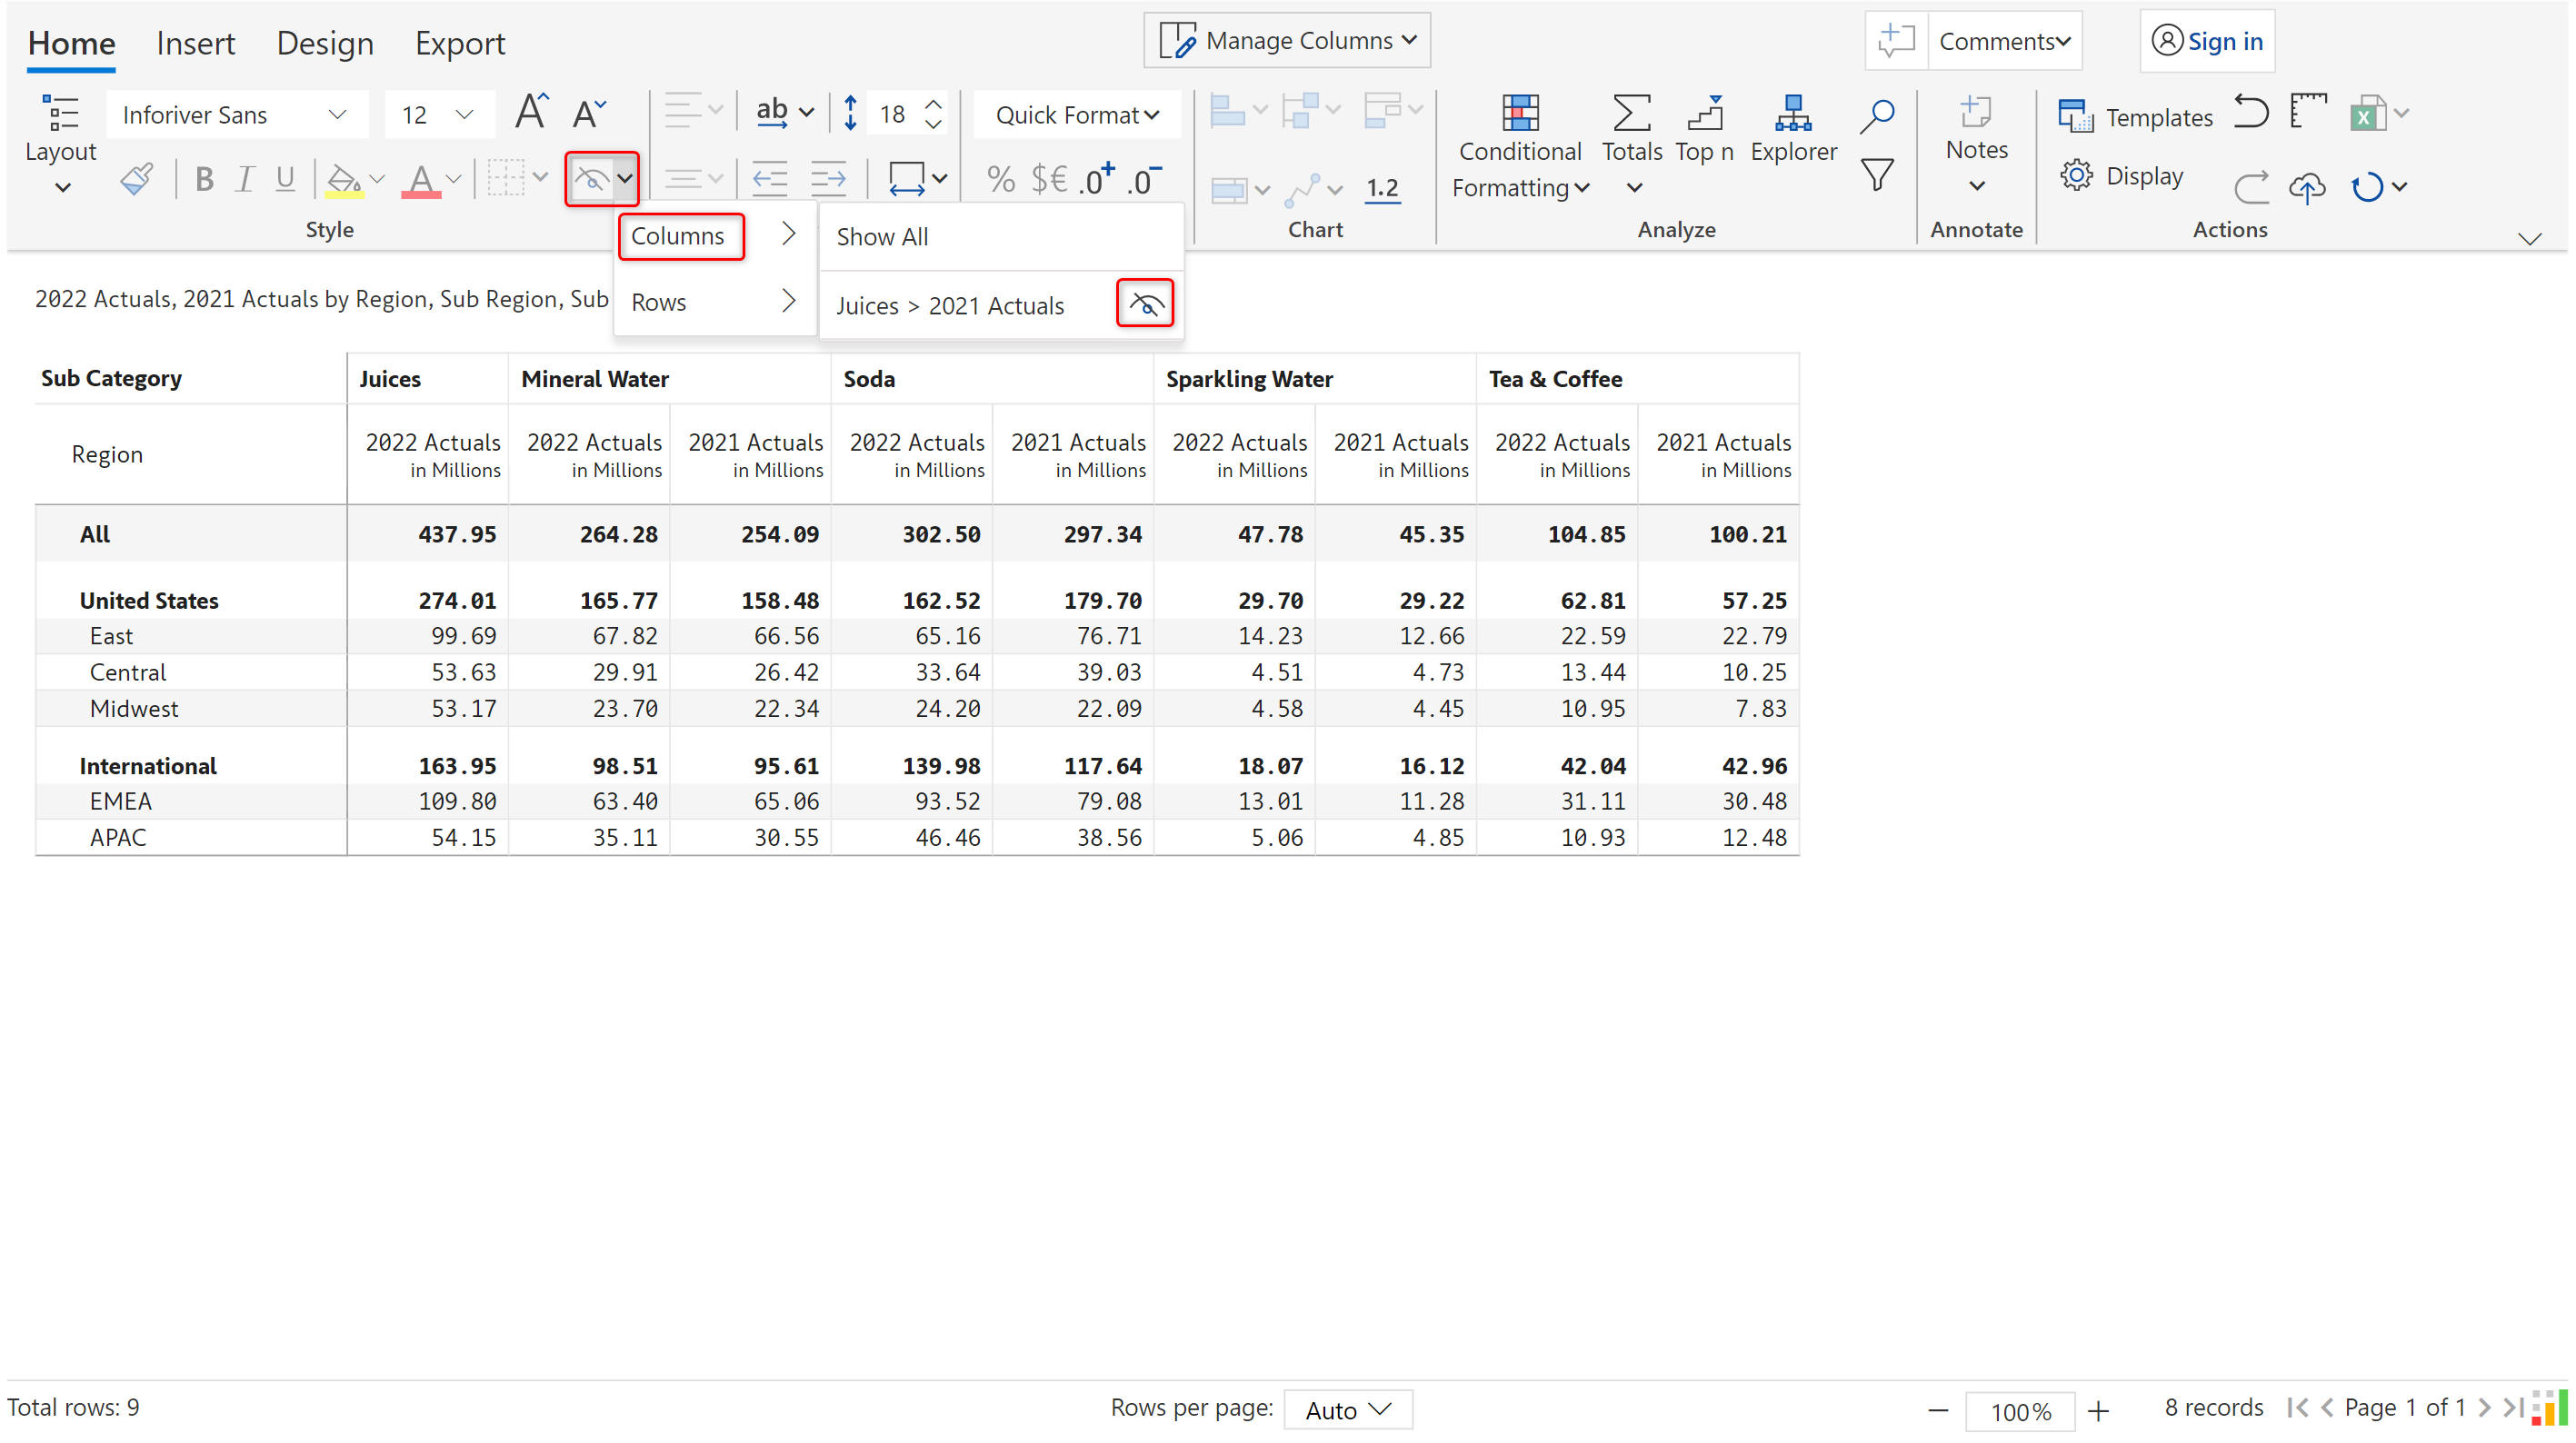 Home Insert Design Export Manage Columns Comments Sign in
Inforiver Sans 12 A A ab 18 Quick Format Templates
Layout Conditional Totals Top n Explorer Notes
B I U A % $€ .0+ .0- 1.2 Formatting Display
Style Chart Analyze Annotate Actions
Columns Show All
Rows Juices > 2021 Actuals
2022 Actuals, 2021 Actuals by Region, Sub Region, Sub
Sub Category Juices Mineral Water Soda Sparkling Water Tea & Coffee
Region 2022 Actuals 2022 Actuals 2021 Actuals 2022 Actuals 2021 Actuals 2022 Actuals 2021 Actuals 2022 Actuals 2021 Actuals
in Millions in Millions in Millions in Millions in Millions in Millions in Millions in Millions in Millions
All 437.95 264.28 254.09 302.50 297.34 47.78 45.35 104.85 100.21
United States 274.01 165.77 158.48 162.52 179.70 29.70 29.22 62.81 57.25
East 99.69 67.82 66.56 65.16 76.71 14.23 12.66 22.59 22.79
Central 53.63 29.91 26.42 33.64 39.03 4.51 4.73 13.44 10.25
Midwest 53.17 23.70 22.34 24.20 22.09 4.58 4.45 10.95 7.83
International 163.95 98.51 95.61 139.98 117.64 18.07 16.12 42.04 42.96
EMEA 109.80 63.40 65.06 93.52 79.08 13.01 11.28 31.11 30.48
APAC 54.15 35.11 30.55 46.46 38.56 5.06 4.85 10.93 12.48
Total rows: 9 Rows per page: Auto 100% 8 records Page 1 of 1